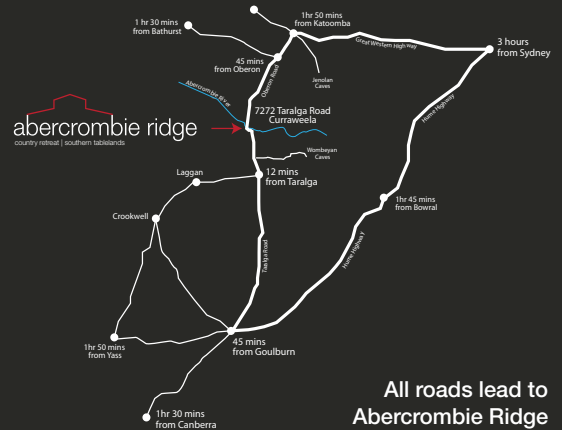 1hr 50 mins
from Katoomba
1 hr 30 mins
from Bathurst
Great Western Highway
3 hours
from Sydney
45 mins
from Oberon
Jenolan
Caves
Oberon Road
Abercrombie River
7272 Taralga Road
Curraweela
Hume Highway
abercrombie ridge
country retreat | southern tablelands
Wombeyan
Caves
Laggan
12 mins
from Taralga
1hr 45 mins
from Bowral
Crookwell
Taralga Road
Hume Highway
45 mins
from Goulburn
1hr 50 mins
from Yass
1hr 30 mins
from Canberra
All roads lead to
Abercrombie Ridge